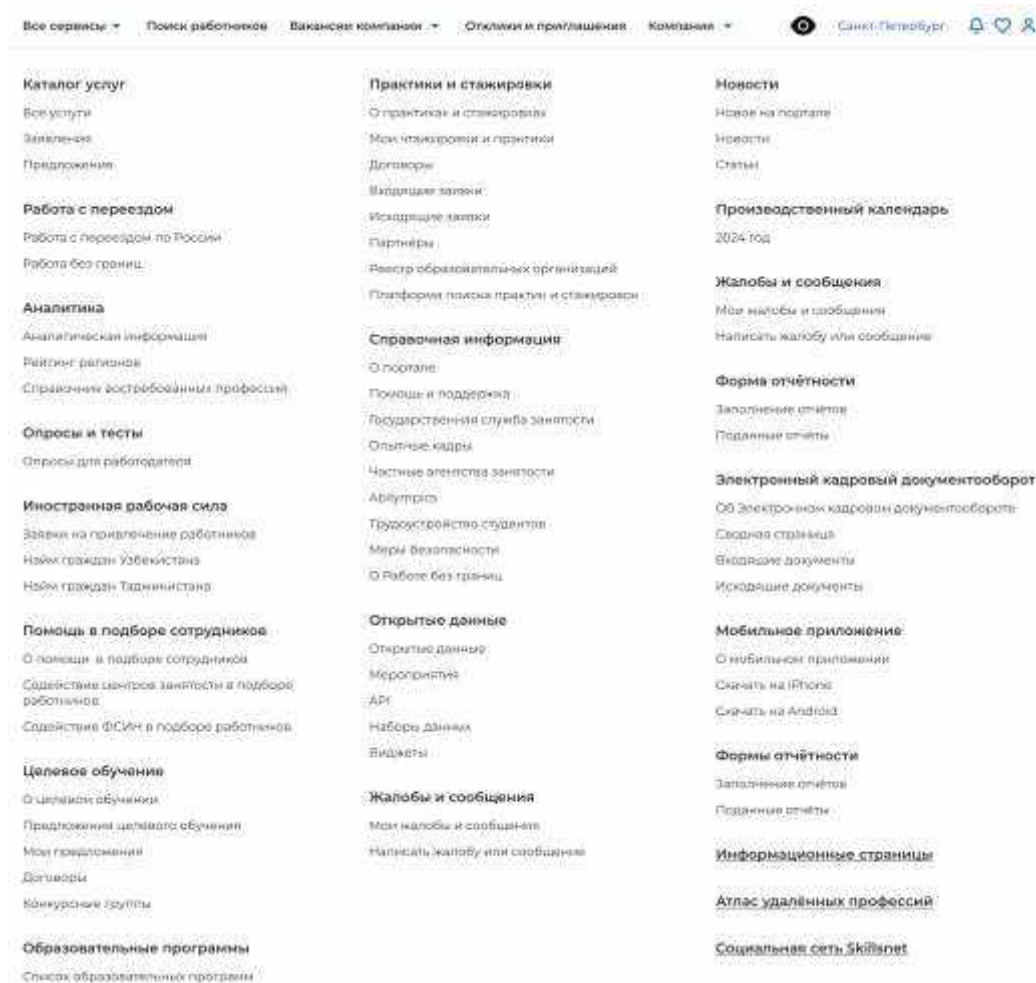 Все сервисы
Поиск работников
Вакансии компании
Отклики и приглашения
Компании
Санкт-Петербург
Каталог услуг
Все услуги
Заявления
Предложения
Работа с переездом
Работа с переездом по России
Работа без границ
Аналитика
Аналитическая информация
Рейтинг регионов
Справочник востребованных профессий
Опросы и тесты
Опросы для работодателя
Иностранная рабочая сила
Заявки на привлечение работников
Найм граждан Узбекистана
Найм граждан Таджикистана
Помощь в подборе сотрудников
О помощи в подборе сотрудников
Содействие центров занятости в подборе
работников
Содействие ФСИН в подборе работников
Целевое обучение
О целевом обучении
Предложения целевого обучения
Мои предложения
Договоры
Конкурсные группы
Образовательные программы
Список образовательных программ
Практики и стажировки
О практиках и стажировках
Мои стажировки и практики
Договоры
Входящие заявки
Исходящие заявки
Партнёры
Реестр образовательных организаций
Платформы поиска практик и стажировок
Справочная информация
О портале
Помощь и поддержка
Государственная служба занятости
Опытные кадры
Частные агентства занятости
Abilympics
Трудоустройство студентов
Меры безопасности
О Работе без границ
Открытые данные
Открытые данные
Мероприятия
API
Наборы данных
Виджеты
Жалобы и сообщения
Мои жалобы и сообщения
Написать жалобу или сообщение
Новости
Новое на портале
Новости
Статьи
Производственный календарь
2024 год
Жалобы и сообщения
Мои жалобы и сообщения
Написать жалобу или сообщение
Форма отчётности
Заполнение отчётов
Поданные отчёты
Электронный кадровый документооборот
Об Электронном кадровом документообороте
Сводная страница
Входящие документы
Исходящие документы
Мобильное приложение
О мобильном приложении
Скачать на iPhone
Скачать на Android
Формы отчётности
Заполнение отчётов
Поданные отчёты
Информационные страницы
Атлас удалённых профессий
Социальная сеть Skillsnet